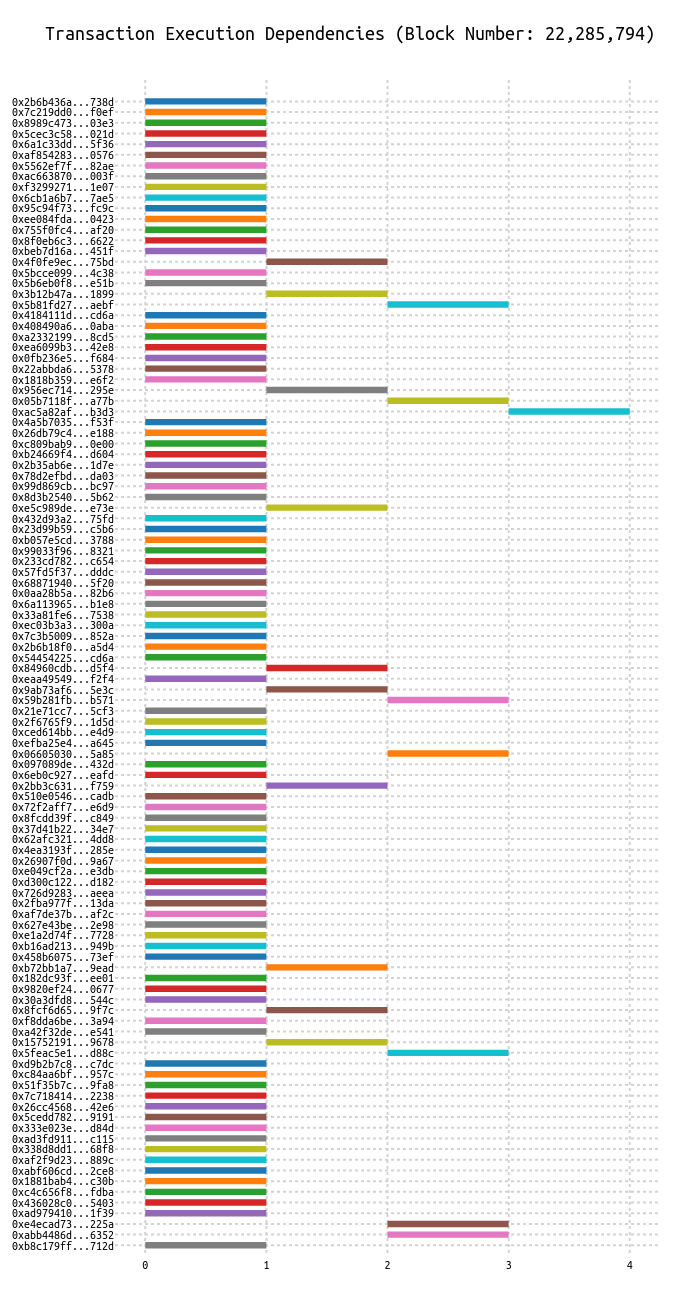 Transaction Execution Dependencies (Block Number: 22,285,794)
0x2b6b436a...738d
0x7c219dd0...f0ef
0x8989c473...03e3
0x5cec3c58...021d
0x6a1c33dd...5f36
0xaf854283...0576
0x5562ef7f...82ae
0xac663870...003f
0xf3299271...1e07
0x6cb1a6b7...7ae5
0x95c94f73...fc9c
0xee084fda...0423
0x755f0fc4...af20
0x8f0eb6c3...6622
0xbeb7d16a...451f
0x4f0fe9ec...75bd
0x5bcce099...4c38
0x5b6eb0f8...e51b
0x3b12b47a...1899
0x5b81fd27...aebf
0x4184111d...cd6a
0x408490a6...0aba
0xa2332199...8cd5
0xea6099b3...42e8
0x0fb236e5...f684
0x22abbda6...5378
0x1818b359...e6f2
0x956ec714...295e
0x05b7118f...a77b
0xac5a82af...b3d3
0x4a5b7035...f53f
0x26db79c4...e188
0xc809bab9...0e00
0xb24669f4...d604
0x2b35ab6e...1d7e
0x78d2efbd...da03
0x99d869cb...bc97
0x8d3b2540...5b62
0xe5c989de...e73e
0x432d93a2...75fd
0x23d99b59...c5b6
0xb057e5cd...3788
0x99033f96...8321
0x233cd782...c654
0x57fd5f37...dddc
0x68871940...5f20
0x0aa28b5a...82b6
0x6a113965...b1e8
0x33a81fe6...7538
0xec03b3a3...300a
0x7c3b5009...852a
0x2b6b18f0...a5d4
0x54454225...cd6a
0x84960cdb...d5f4
0xeaa49549...f2f4
0x9ab73af6...5e3c
0x59b281fb...b571
0x21e71cc7...5cf3
0x2f6765f9...1d5d
0xced614bb...e4d9
0xefba25e4...a645
0x06605030...5a85
0x097089de...432d
0x6eb0c927...eafd
0x2bb3c631...f759
0x510e0546...cadb
0x72f2aff7...e6d9
0x8fcdd39f...c849
0x37d41b22...34e7
0x62afc321...4dd8
0x4ea3193f...285e
0x26907f0d...9a67
0xe049cf2a...e3db
0xd300c122...d182
0x726d9283...aeea
0x2fba977f...13da
0xaf7de37b...af2c
0x627e43be...2e98
0xe1a2d74f...7728
0xb16ad213...949b
0x458b6075...73ef
0xb72bb1a7...9ead
0x182dc93f...ee01
0x9820ef24...0677
0x30a3dfd8...544c
0x8fcf6d65...9f7c
0xf8dda6be...3a94
0xa42f32de...e541
0x15752191...9678
0x5feac5e1...d88c
0xd9b2b7c8...c7dc
0xc84aa6bf...957c
0x51f35b7c...9fa8
0x7c718414...2238
0x26cc4568...42e6
0x5cedd782...9191
0x333e023e...d84d
0xad3fd911...c115
0x338d8dd1...68f8
0xaf2f9d23...889c
0xabf606cd...2ce8
0x1881bab4...c30b
0xc4c656f8...fdba
0x436028c0...5403
0xad979410...1f39
0xe4ecad73...225a
0xabb4486d...6352
0xb8c179ff...712d
0 1 2 3 4